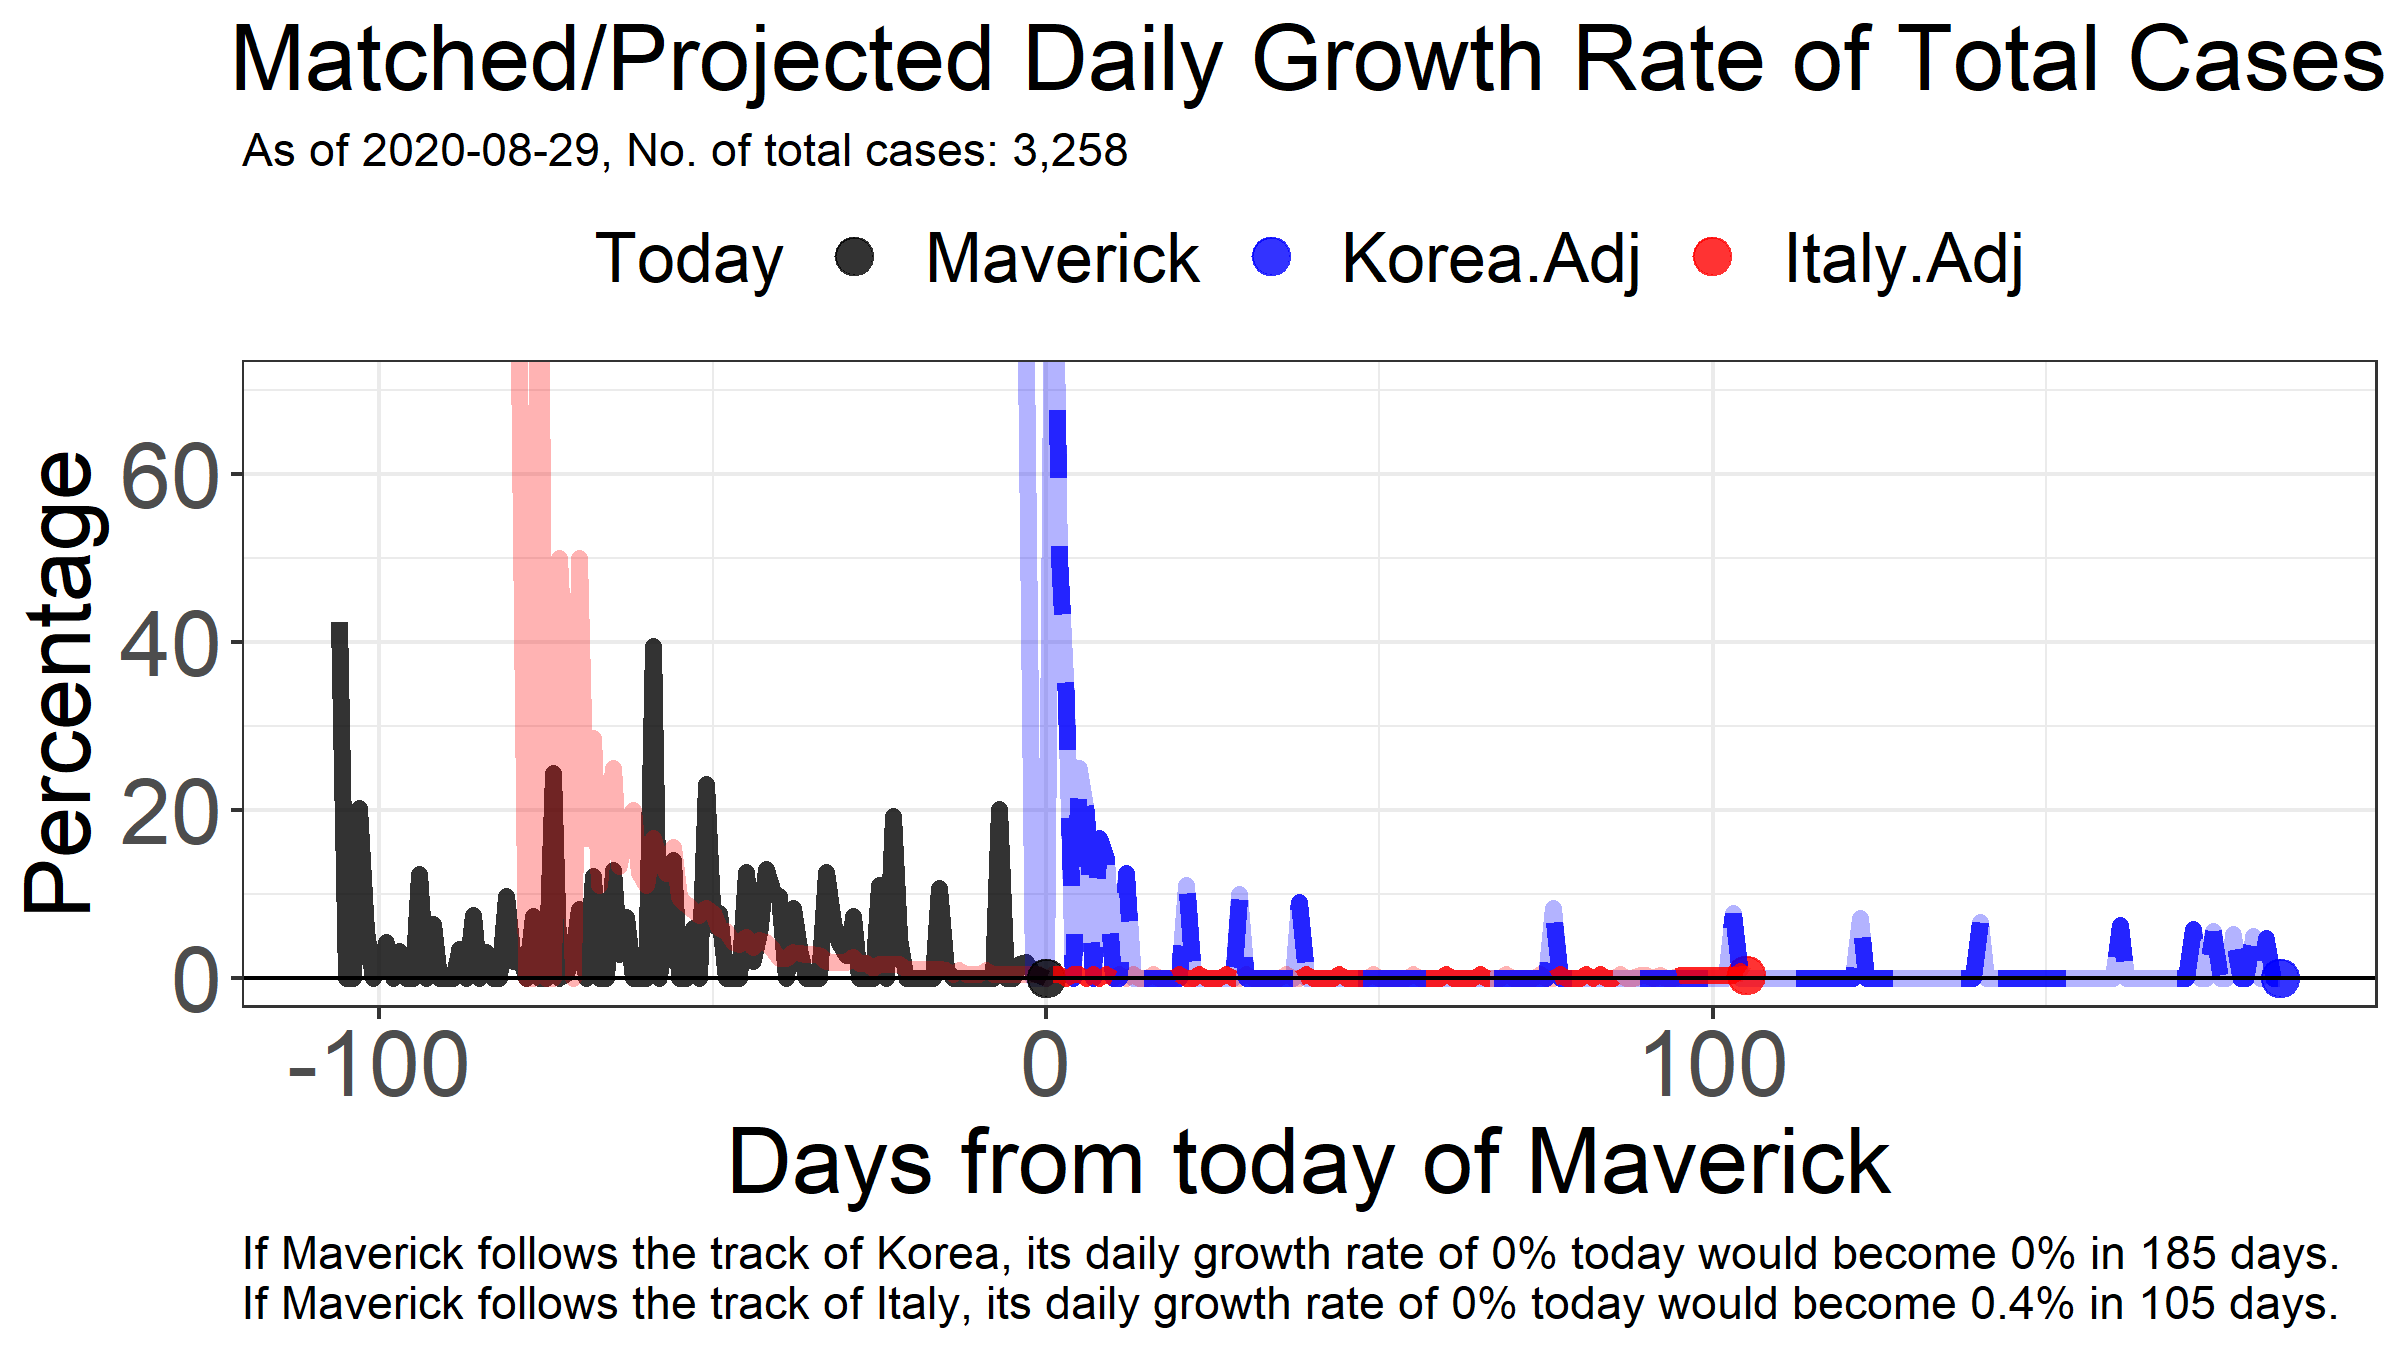 Matched/Projected Daily Growth Rate of Total Cases
As of 2020-08-29, No. of total cases: 3,258
Today Maverick Korea.Adj Italy.Adj
Percentage
60
40
20
0
-100 0 100
Days from today of Maverick
If Maverick follows the track of Korea, its daily growth rate of 0% today would become 0% in 185 days.
If Maverick follows the track of Italy, its daily growth rate of 0% today would become 0.4% in 105 days.